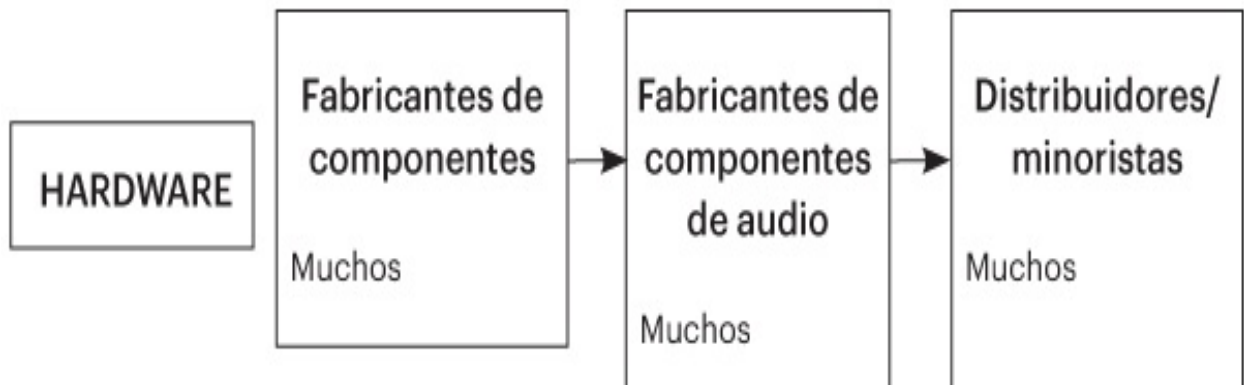 HARDWARE
Fabricantes de
componentes
Muchos
Fabricantes de
componentes
de audio
Muchos
Distribuidores/
minoristas
Muchos